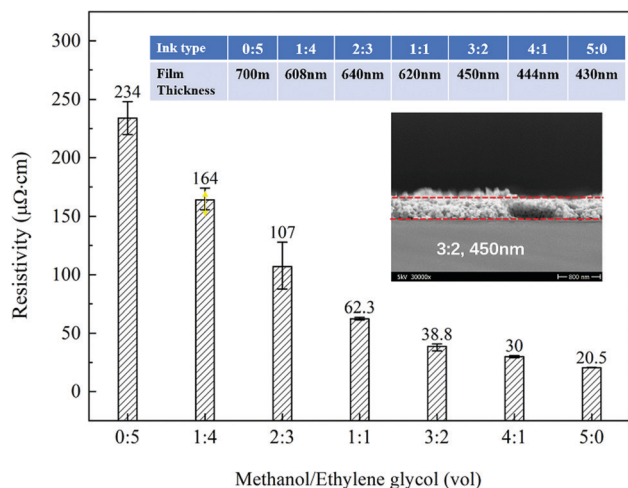 300
250
200
150
100
50
0
Resistivity (μΩ·cm)
Ink type 0:5 1:4 2:3 1:1 3:2 4:1 5:0
Film Thickness 700m 608nm 640nm 620nm 450nm 444nm 430nm
234
164
107
62.3
38.8
30
20.5
3:2, 450nm
5kV 30000x
800 nm
0:5 1:4 2:3 1:1 3:2 4:1 5:0
Methanol/Ethylene glycol (vol)